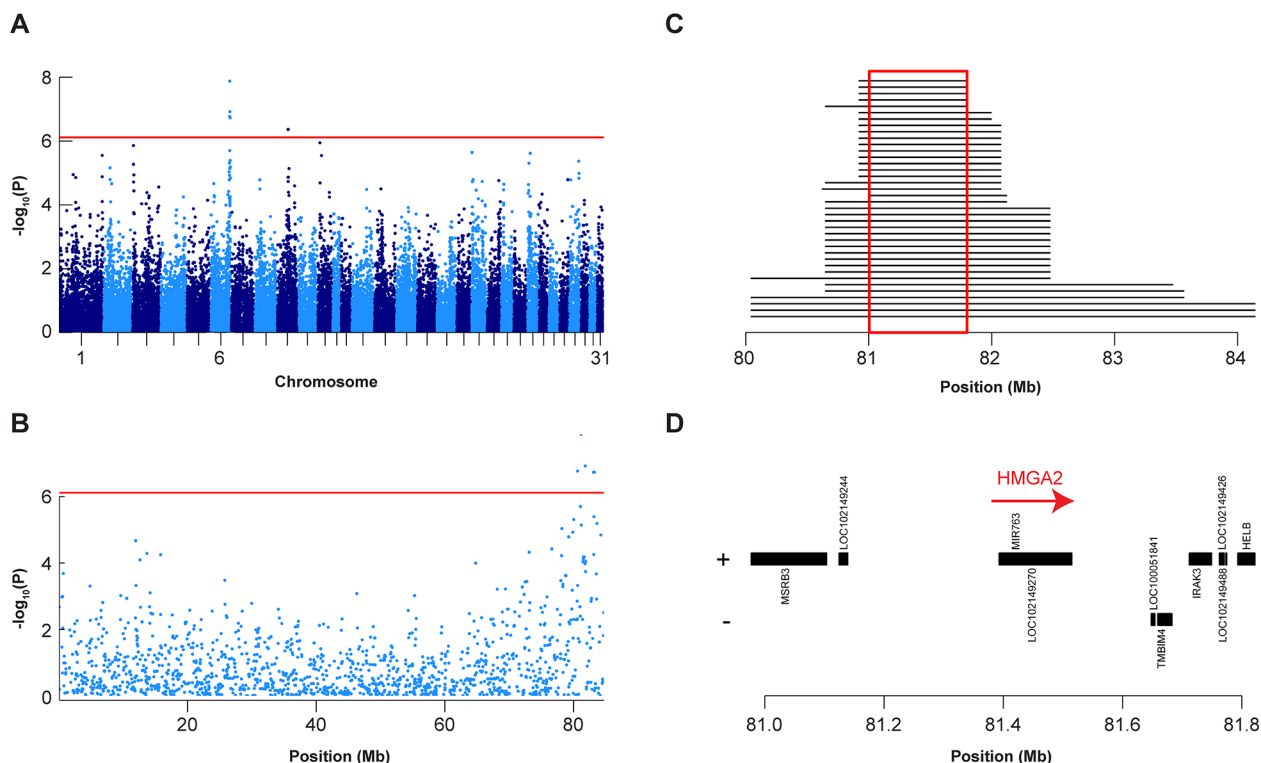 A
8
6
4
2
0
-log10(P)
1
6
31
Chromosome
B
6
4
2
0
-log10(P)
20
40
60
80
Position (Mb)
C
80
81
82
83
84
Position (Mb)
D
HMGA2
+
-
MSRB3
LOC102149244
MIR763
LOC102149270
LOC100051841
TMBIM4
IRAK3
LOC102149426
LOC102149488
HELB
81.0
81.2
81.4
81.6
81.8
Position (Mb)